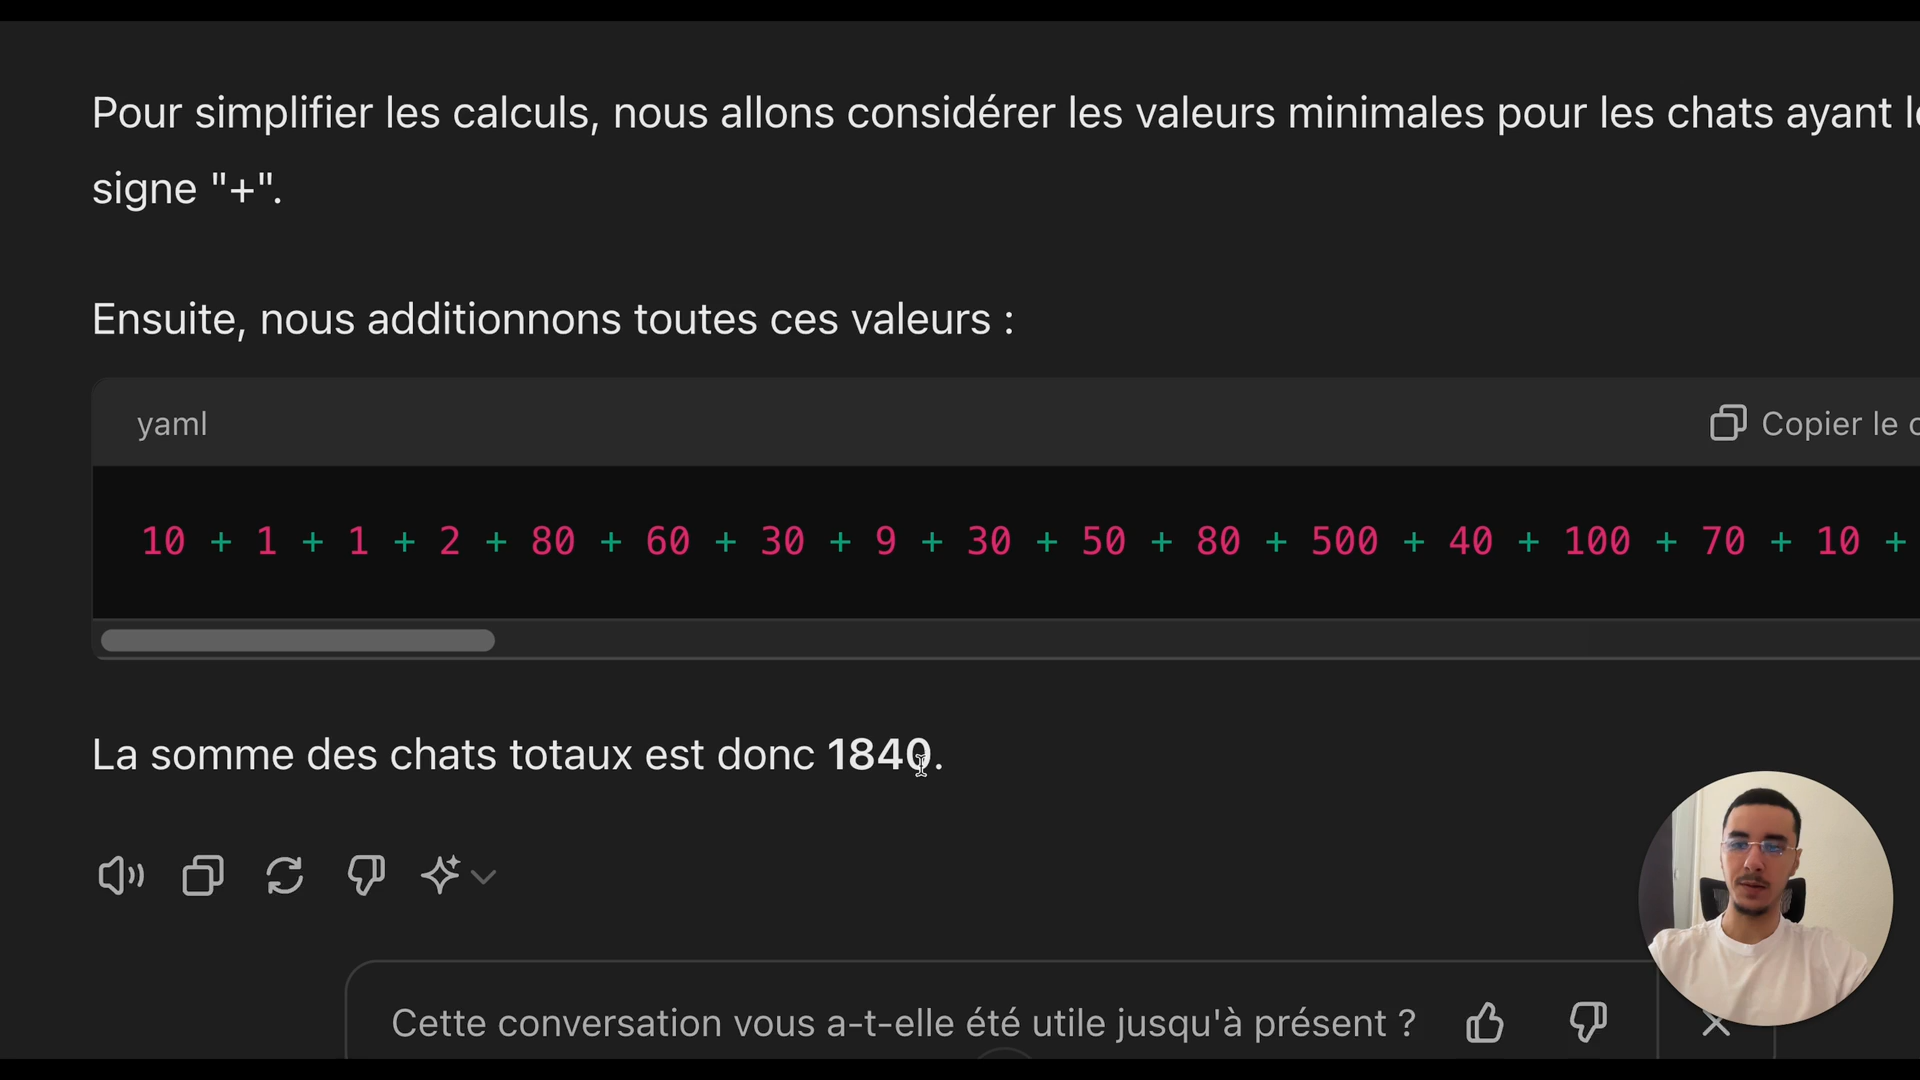 Pour simplifier les calculs, nous allons considérer les valeurs minimales pour les chats ayant
signe "+".
Ensuite, nous additionnons toutes ces valeurs :
yaml
Copier le
10 + 1 + 1 + 2 + 80 + 60 + 30 + 9 + 30 + 50 + 80 + 500 + 40 + 100 + 70 + 10 +
La somme des chats totaux est donc 1840.
Cette conversation vous a-t-elle été utile jusqu'à présent ?